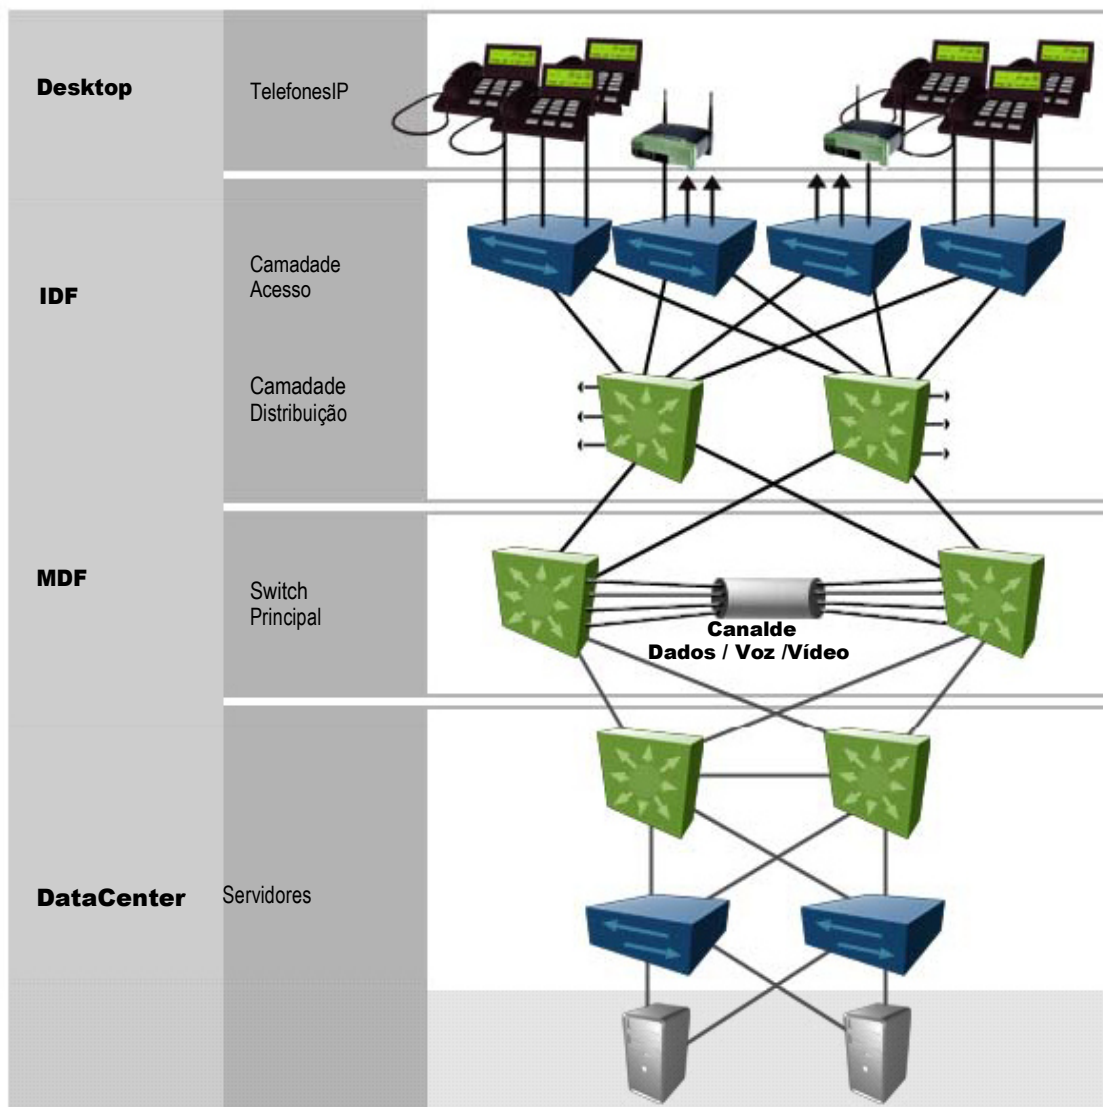 Desktop
TelefonesIP
IDF
Camadade
Acesso
Camadade
Distribuição
MDF
Switch
Principal
Canalde
Dados / Voz /Vídeo
DataCenter
Servidores